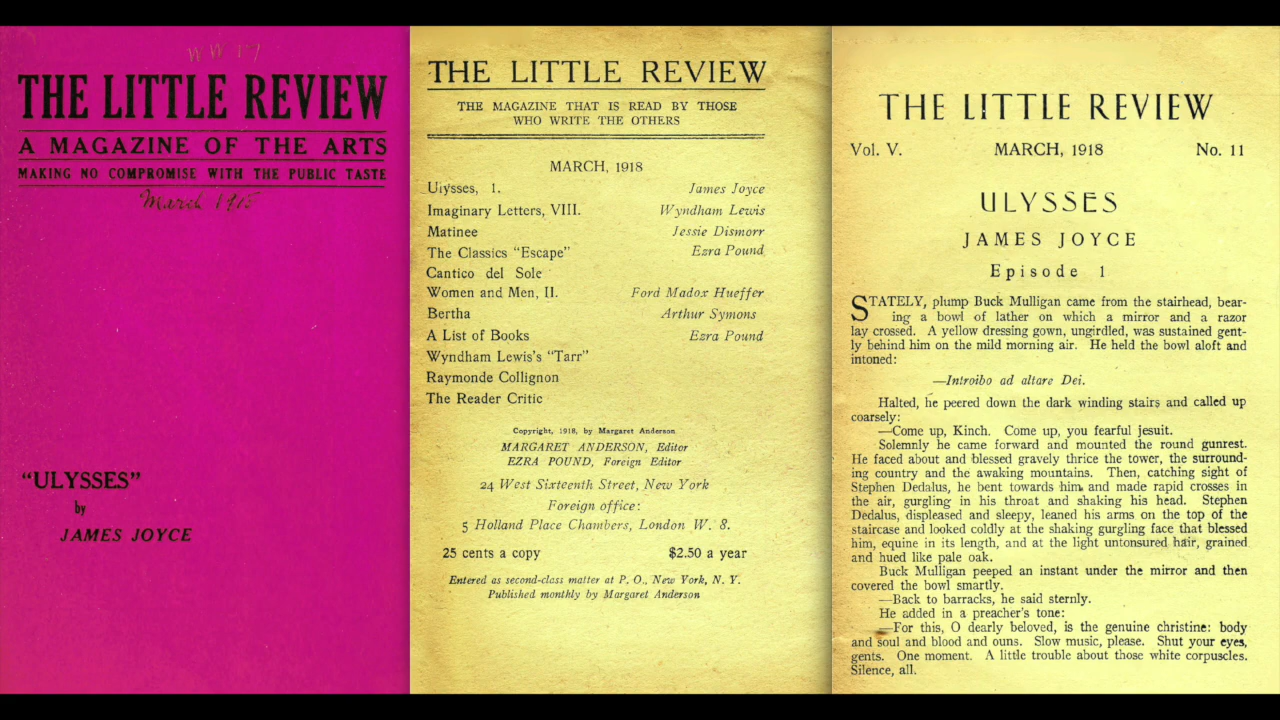 THE LITTLE REVIEW
A MAGAZINE OF THE ARTS
MAKING NO COMPROMISE WITH THE PUBLIC TASTE
March
“ULYSSES”
by
JAMES JOYCE
THE LITTLE REVIEW
THE MAGAZINE THAT IS READ BY THOSE
WHO WRITE THE OTHERS
MARCH, 1918
Ulysses, 1. James Joyce
Imaginary Letters, VIII. Wyndham Lewis
Matinee Jessie Dismorr
The Classics “Escape” Ezra Pound
Cantico del Sole
Women and Men, II. Ford Madox Hueffer
Bertha Arthur Symons
A List of Books Ezra Pound
Wyndham Lewis’s “Tarr”
Raymonde Collignon
The Reader Critic
Copyright, 1918, by Margaret Anderson
MARGARET ANDERSON, Editor
EZRA POUND, Foreign Editor
24 West Sixteenth Street, New York
Foreign office:
5 Holland Place Chambers, London W. 8.
25 cents a copy $2.50 a year
Entered as second-class matter at P. O., New York, N. Y.
Published monthly by Margaret Anderson
THE LITTLE REVIEW
Vol. V. MARCH, 1918 No. 11
ULYSSES
JAMES JOYCE
Episode 1
STATELY, plump Buck Mulligan came from the stairhead, bear-
ing a bowl of lather on which a mirror and a razor
lay crossed. A yellow dressing gown, ungirdled, was sustained gent-
ly behind him on the mild morning air. He held the bowl aloft and
intoned:
—Introibo ad altare Dei.
Halted, he peered down the dark winding stairs and called up
coarsely:
—Come up, Kinch. Come up, you fearful jesuit.
Solemnly he came forward and mounted the round gunrest.
He faced about and blessed gravely thrice the tower, the surround-
ing country and the awaking mountains. Then, catching sight of
Stephen Dedalus, he bent towards him and made rapid crosses in
the air, gurgling in his throat and shaking his head. Stephen
Dedalus, displeased and sleepy, leaned his arms on the top of the
staircase and looked coldly at the shaking gurgling face that blessed
him, equine in its length, and at the light untonsured hair, grained
and hued like pale oak.
Buck Mulligan peeped an instant under the mirror and then
covered the bowl smartly.
—Back to barracks, he said sternly.
He added in a preacher’s tone:
—For this, O dearly beloved, is the genuine christine: body
and soul and blood and ouns. Slow music, please. Shut your eyes,
gents. One moment. A little trouble about those white corpuscles.
Silence, all.